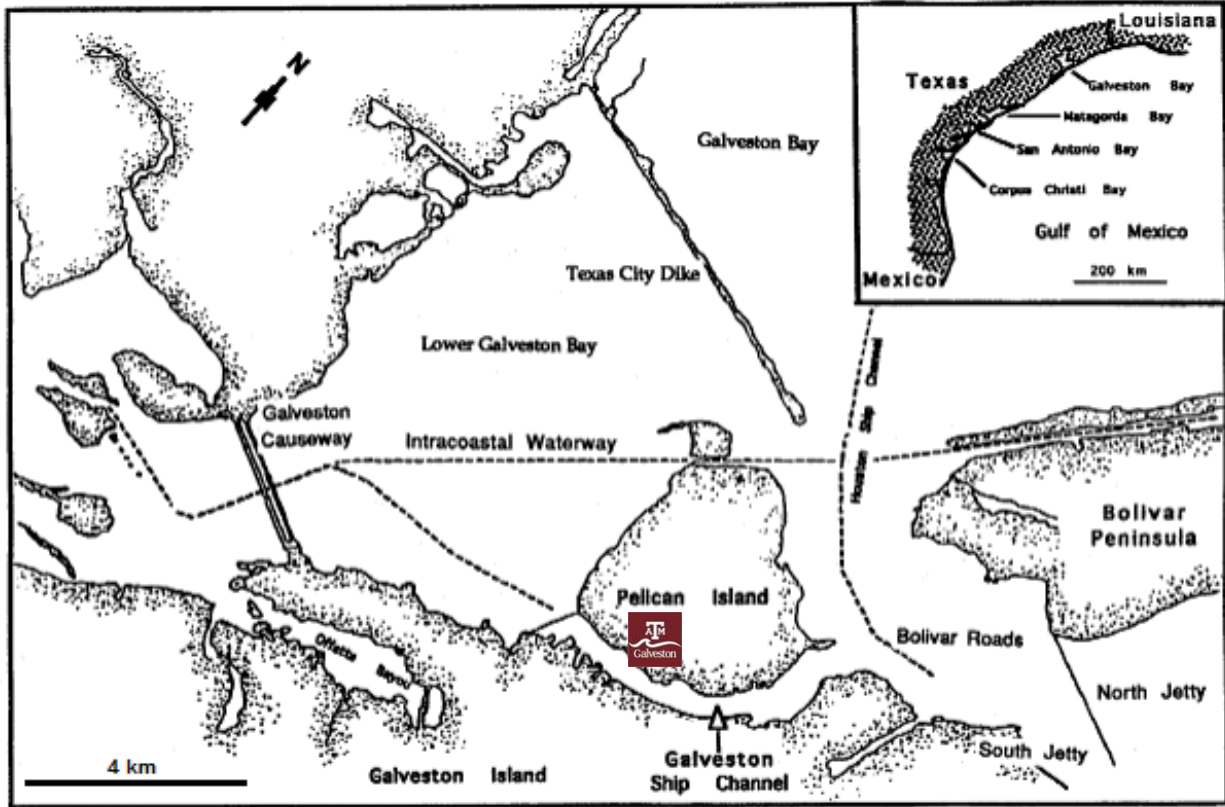 N
Galveston Bay
Texas City Dike
Lower Galveston Bay
Galveston
Causeway
Intracoastal Waterway
Houston Ship Channel
Bolivar
Peninsula
Pelican Island
ATM
Galveston
Bolivar Roads
Offatts Bayou
North Jetty
South Jetty
Galveston
Ship Channel
Galveston Island
4 km
Louisiana
Texas
Galveston Bay
Matagorda Bay
San Antonio Bay
Corpus Christi Bay
Gulf of Mexico
200 km
Mexico